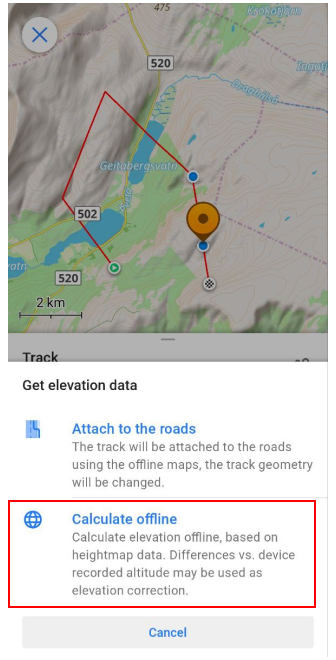 475
Krokatjørn
520
Geitabergsvatn
502
520
2 km
Track
Get elevation data
Attach to the roads
The track will be attached to the roads
using the offline maps, the track geometry
will be changed.
Calculate offline
Calculate elevation offline, based on
heightmap data. Differences vs. device
recorded altitude may be used as
elevation correction.
Cancel